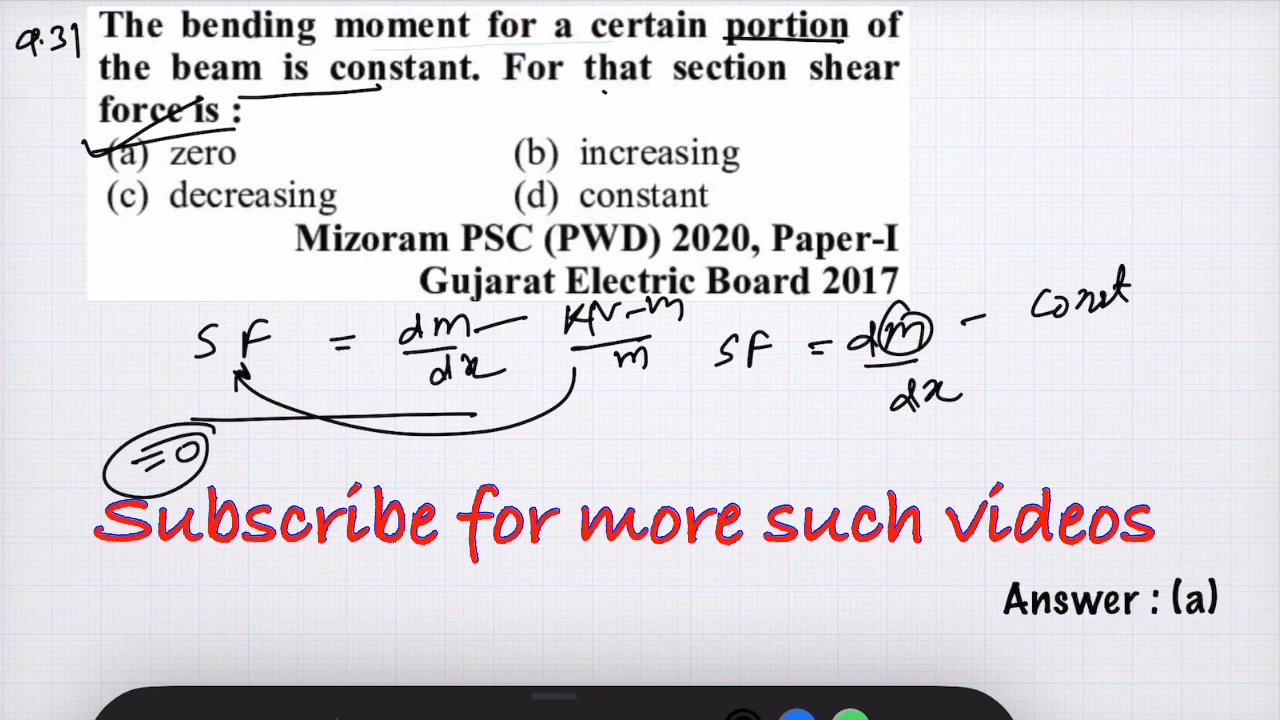 Q.31
The bending moment for a certain portion of
the beam is constant. For that section shear
force is :
(a) zero (b) increasing
(c) decreasing (d) constant
Mizoram PSC (PWD) 2020, Paper-I
Gujarat Electric Board 2017
SF = dm/dx - KN-m/m SF = dm/dx - const
= 0
Subscribe for more such videos
Answer : (a)